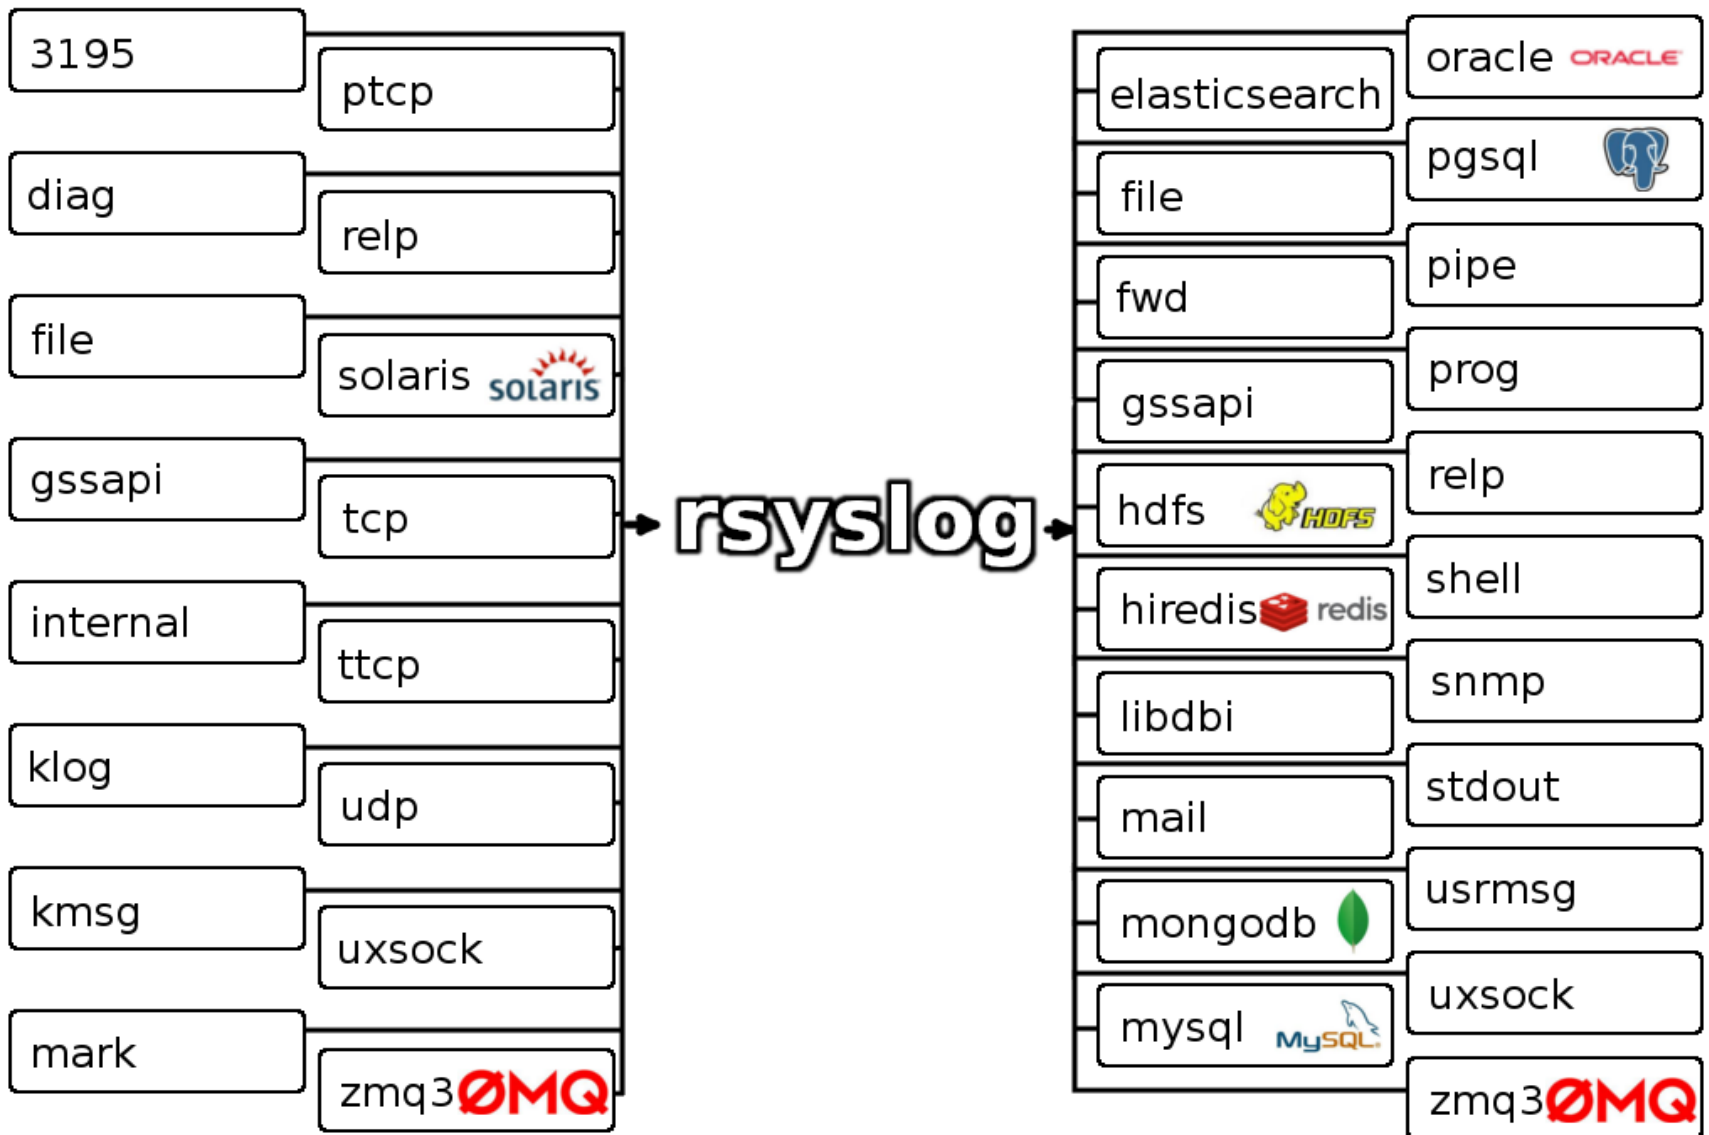 3195
diag
file
gssapi
internal
klog
kmsg
mark
ptcp
relp
solaris solaris
tcp
ttcp
udp
uxsock
zmq3 ØMQ
rsyslog
elasticsearch
file
fwd
gssapi
hdfs HDFS
hiredis redis
libdbi
mail
mongodb
mysql MySQL
oracle ORACLE
pgsql
pipe
prog
relp
shell
snmp
stdout
usrmsg
uxsock
zmq3 ØMQ